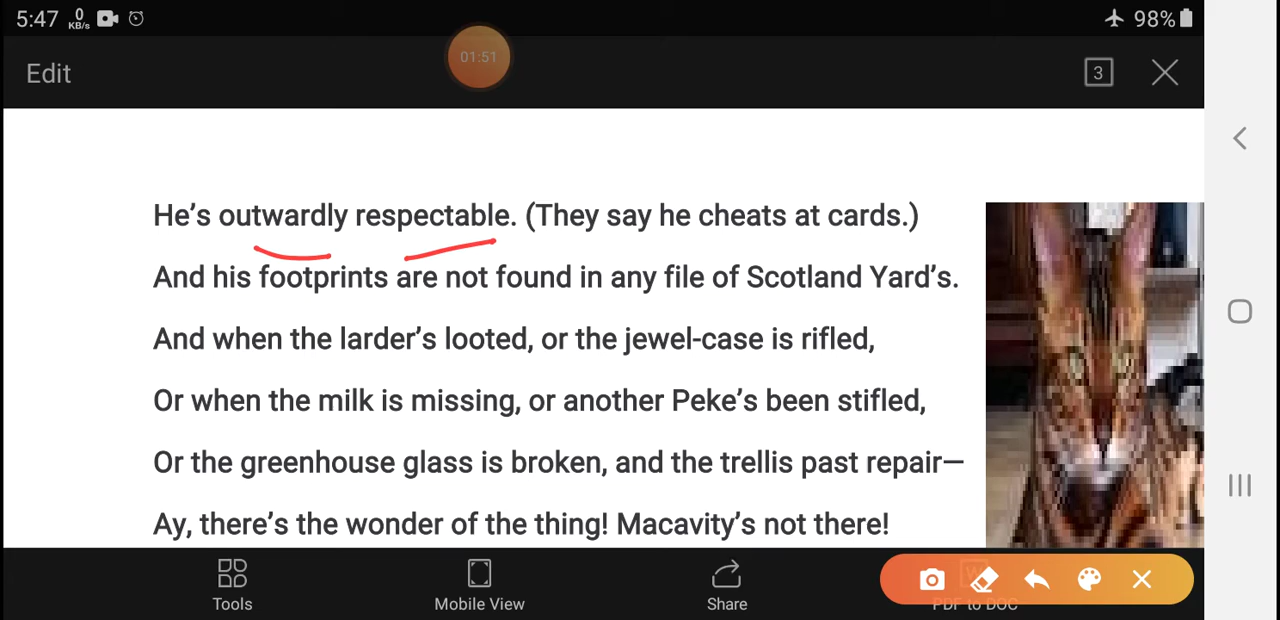 5:47 0 KB/s 98%
01:51
Edit 3
He's outwardly respectable. (They say he cheats at cards.)
And his footprints are not found in any file of Scotland Yard's.
And when the larder's looted, or the jewel-case is rifled,
Or when the milk is missing, or another Peke's been stifled,
Or the greenhouse glass is broken, and the trellis past repair—
Ay, there's the wonder of the thing! Macavity's not there!
Tools Mobile View Share PDF to DOC